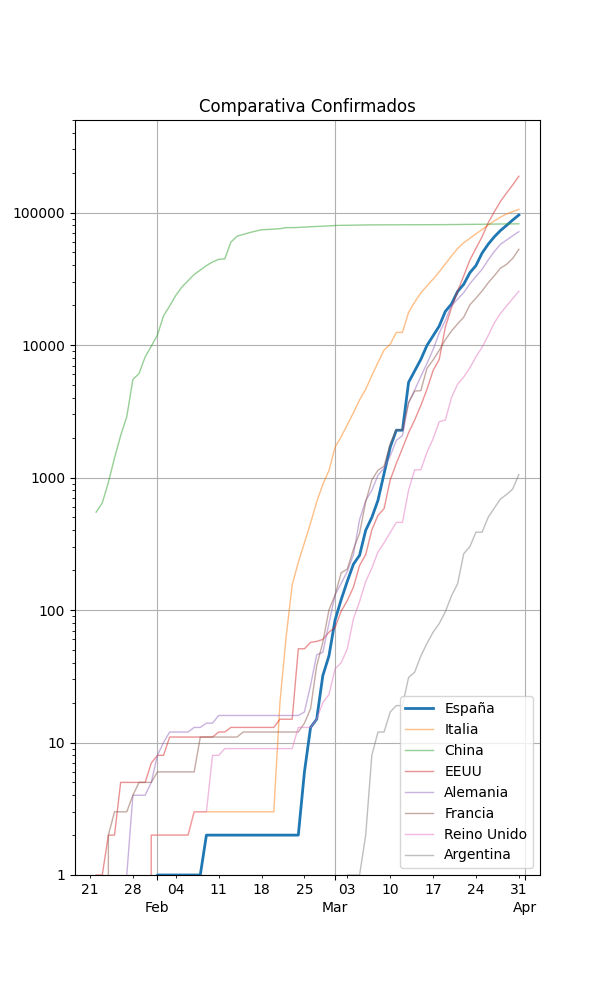 Comparativa Confirmados
100000
10000
1000
100
10
1
España
Italia
China
EEUU
Alemania
Francia
Reino Unido
Argentina
21 28 04 11 18 25 03 10 17 24 31
Feb Mar Apr